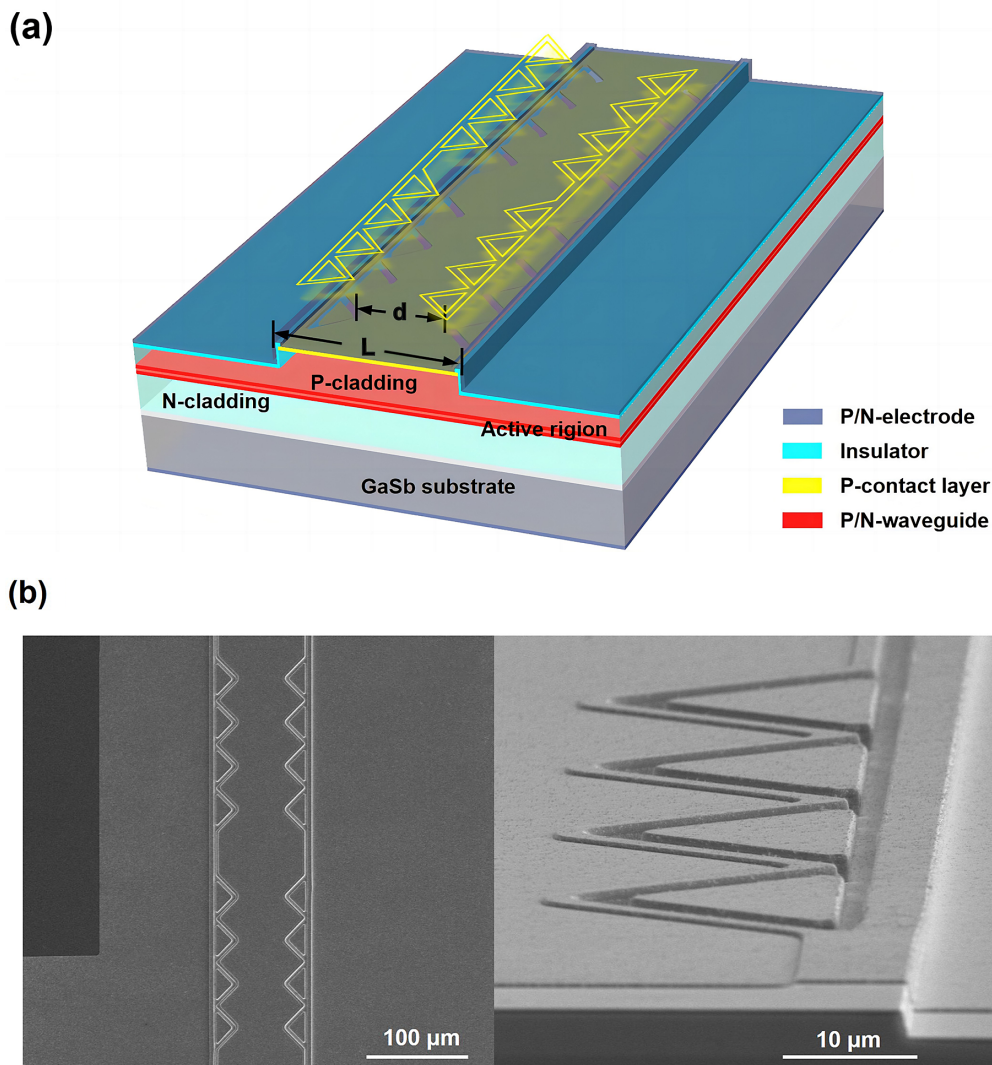 (a)
d
L
P-cladding
N-cladding
Active rigion
GaSb substrate
P/N-electrode
Insulator
P-contact layer
P/N-waveguide
(b)
100 µm
10 µm